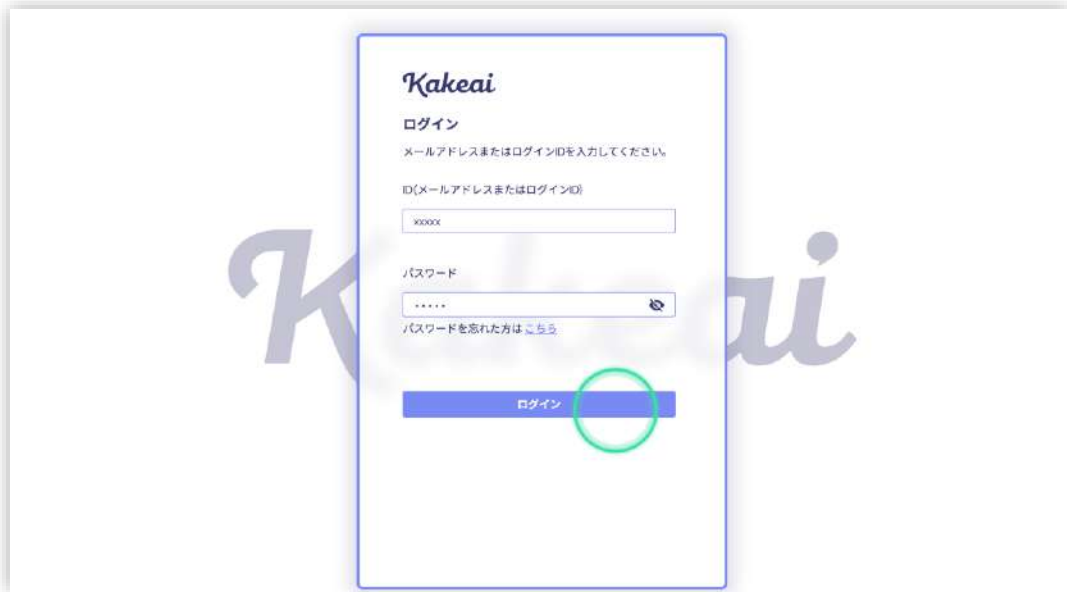 Kakeai
ログイン
メールアドレスまたはログインIDを入力してください。
ID(メールアドレスまたはログインID)
xxxxx
パスワード
•••••
パスワードを忘れた方は こちら
ログイン
Kakeai